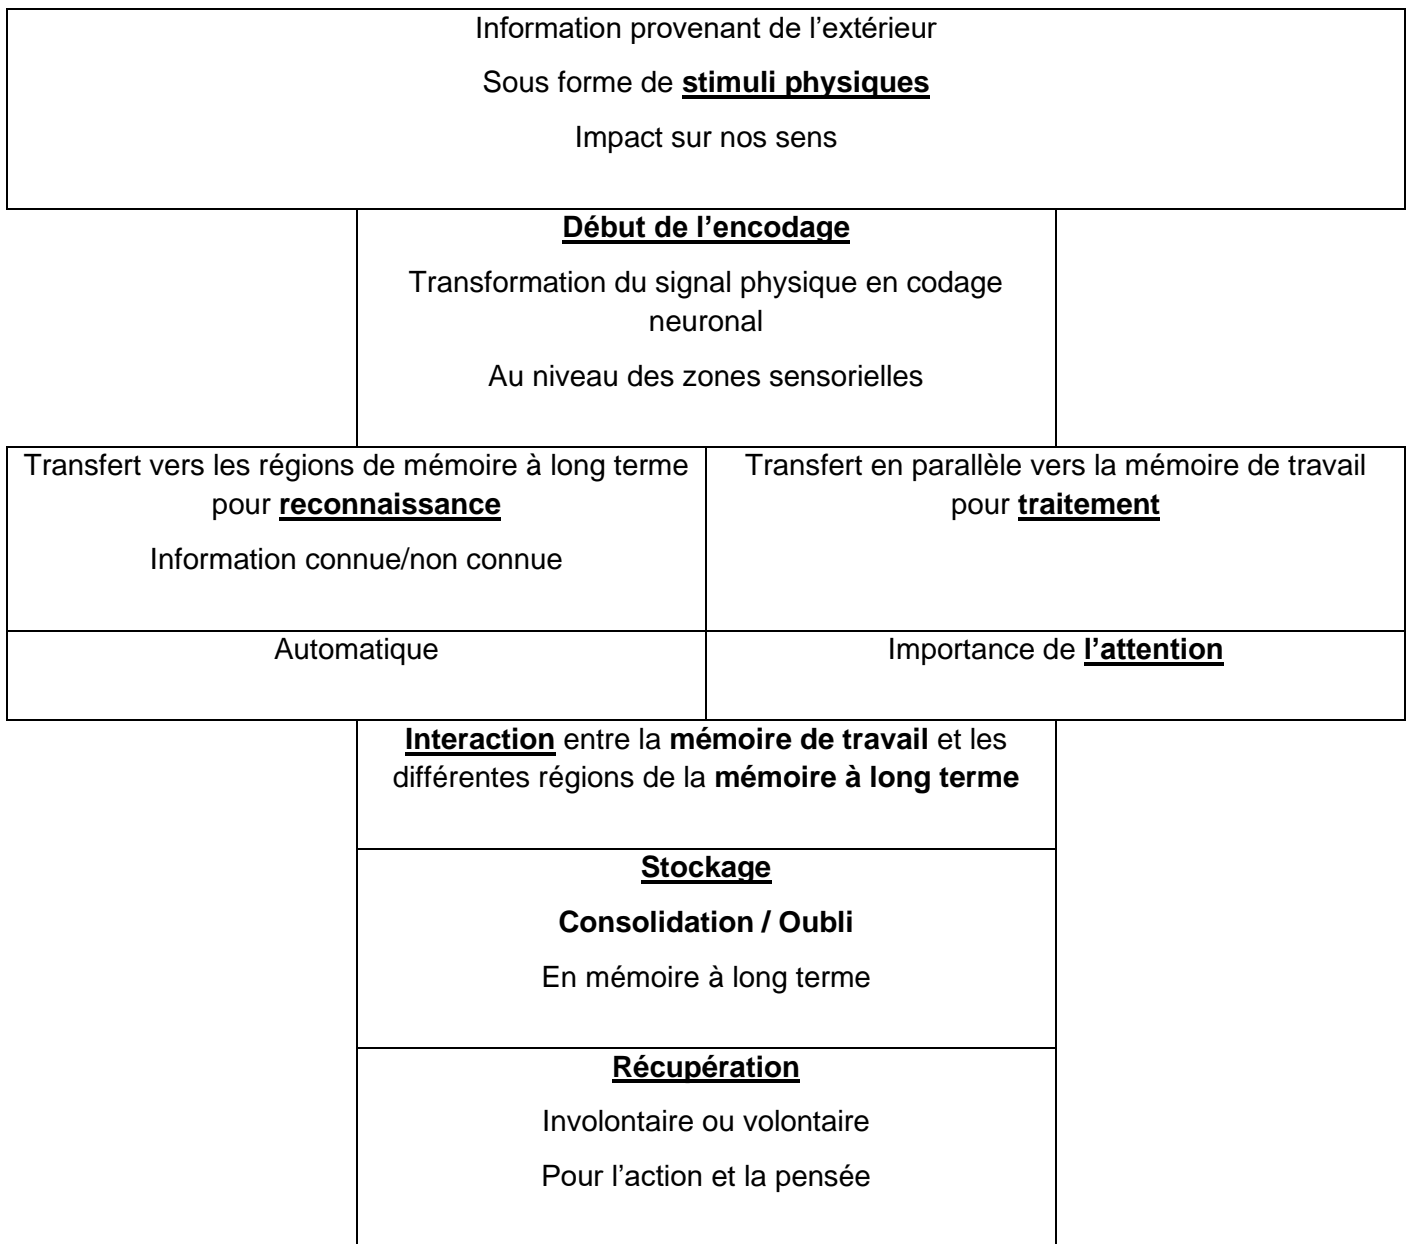 Information provenant de l’extérieur
Sous forme de stimuli physiques
Impact sur nos sens
Début de l’encodage
Transformation du signal physique en codage
neuronal
Au niveau des zones sensorielles
Transfert vers les régions de mémoire à long terme
pour reconnaissance
Information connue/non connue
Transfert en parallèle vers la mémoire de travail
pour traitement
Automatique
Importance de l’attention
Interaction entre la mémoire de travail et les
différentes régions de la mémoire à long terme
Stockage
Consolidation / Oubli
En mémoire à long terme
Récupération
Involontaire ou volontaire
Pour l’action et la pensée